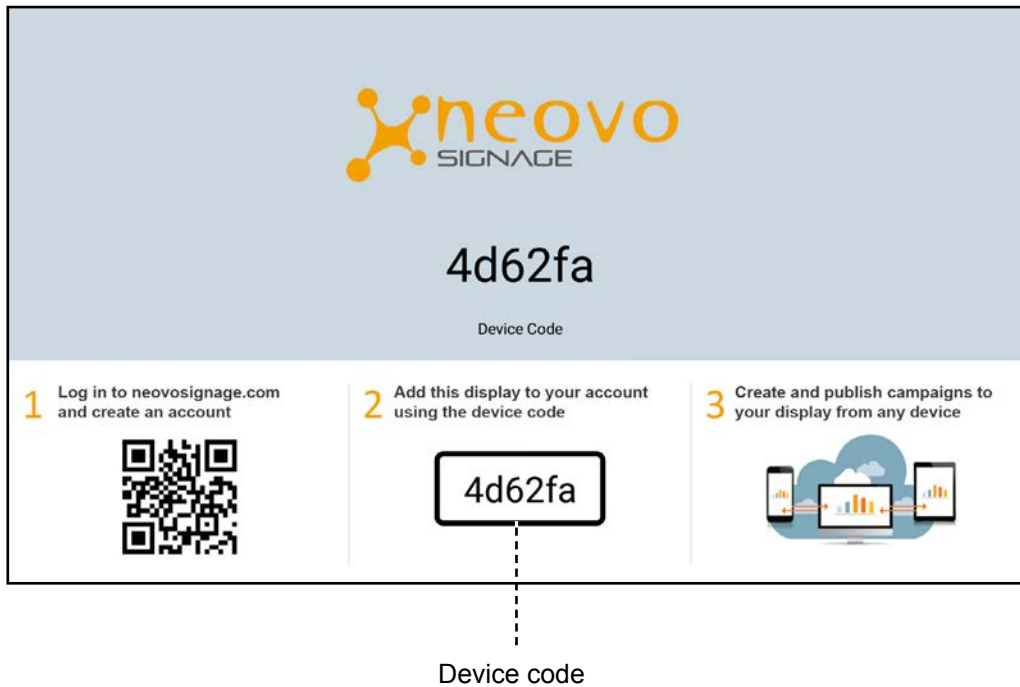 neovo
SIGNAGE
4d62fa
Device Code
1 Log in to neovosignage.com
and create an account
2 Add this display to your account
using the device code
4d62fa
3 Create and publish campaigns to
your display from any device
Device code